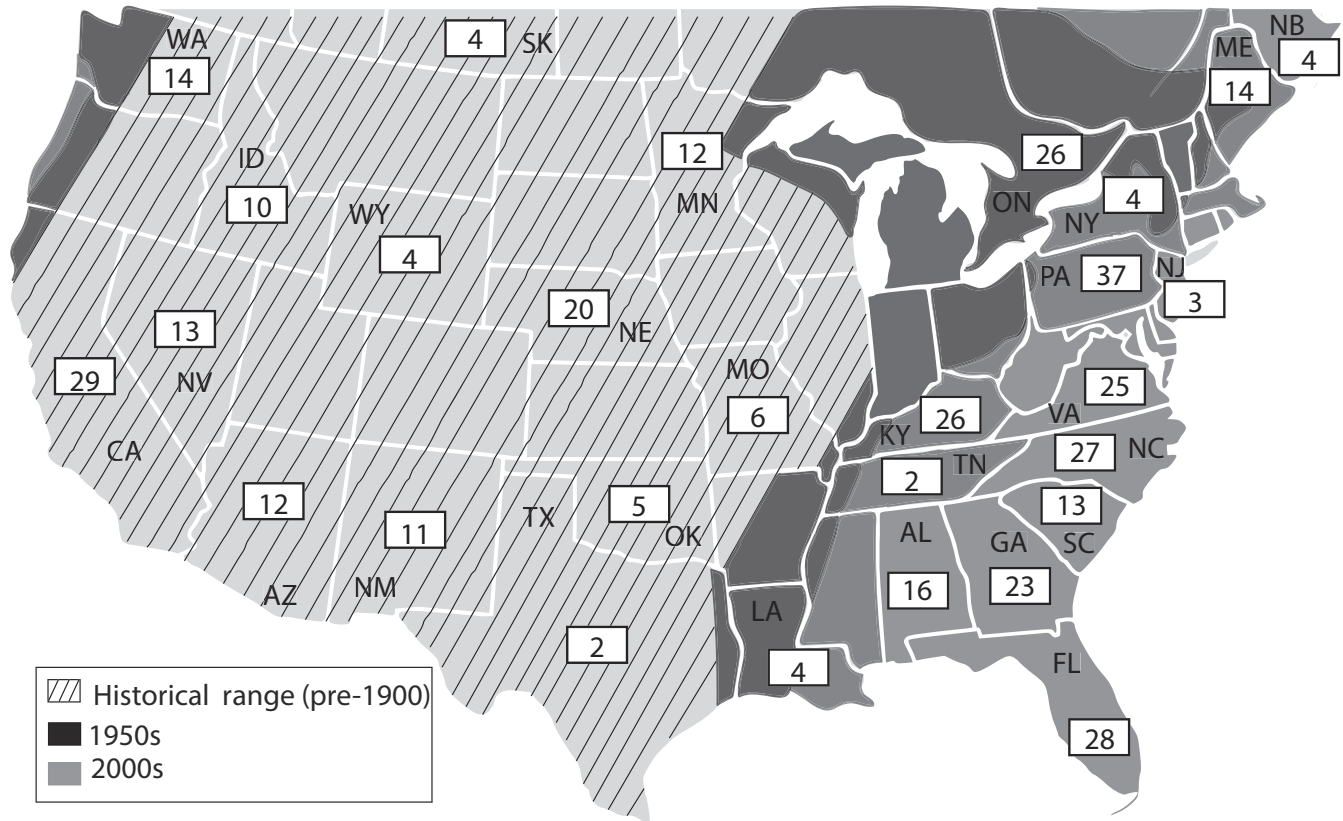 NB
4
SK
4
WA
14
ME
14
12
MN
26
ON
ID
10
WY
4
4
NY
PA
37
NJ
3
20
NE
13
NV
29
CA
MO
6
25
VA
KY
26
27
NC
TN
2
12
AZ
11
NM
TX
5
OK
13
SC
AL
16
GA
23
LA
4
2
FL
28
Historical range (pre-1900)
1950s
2000s